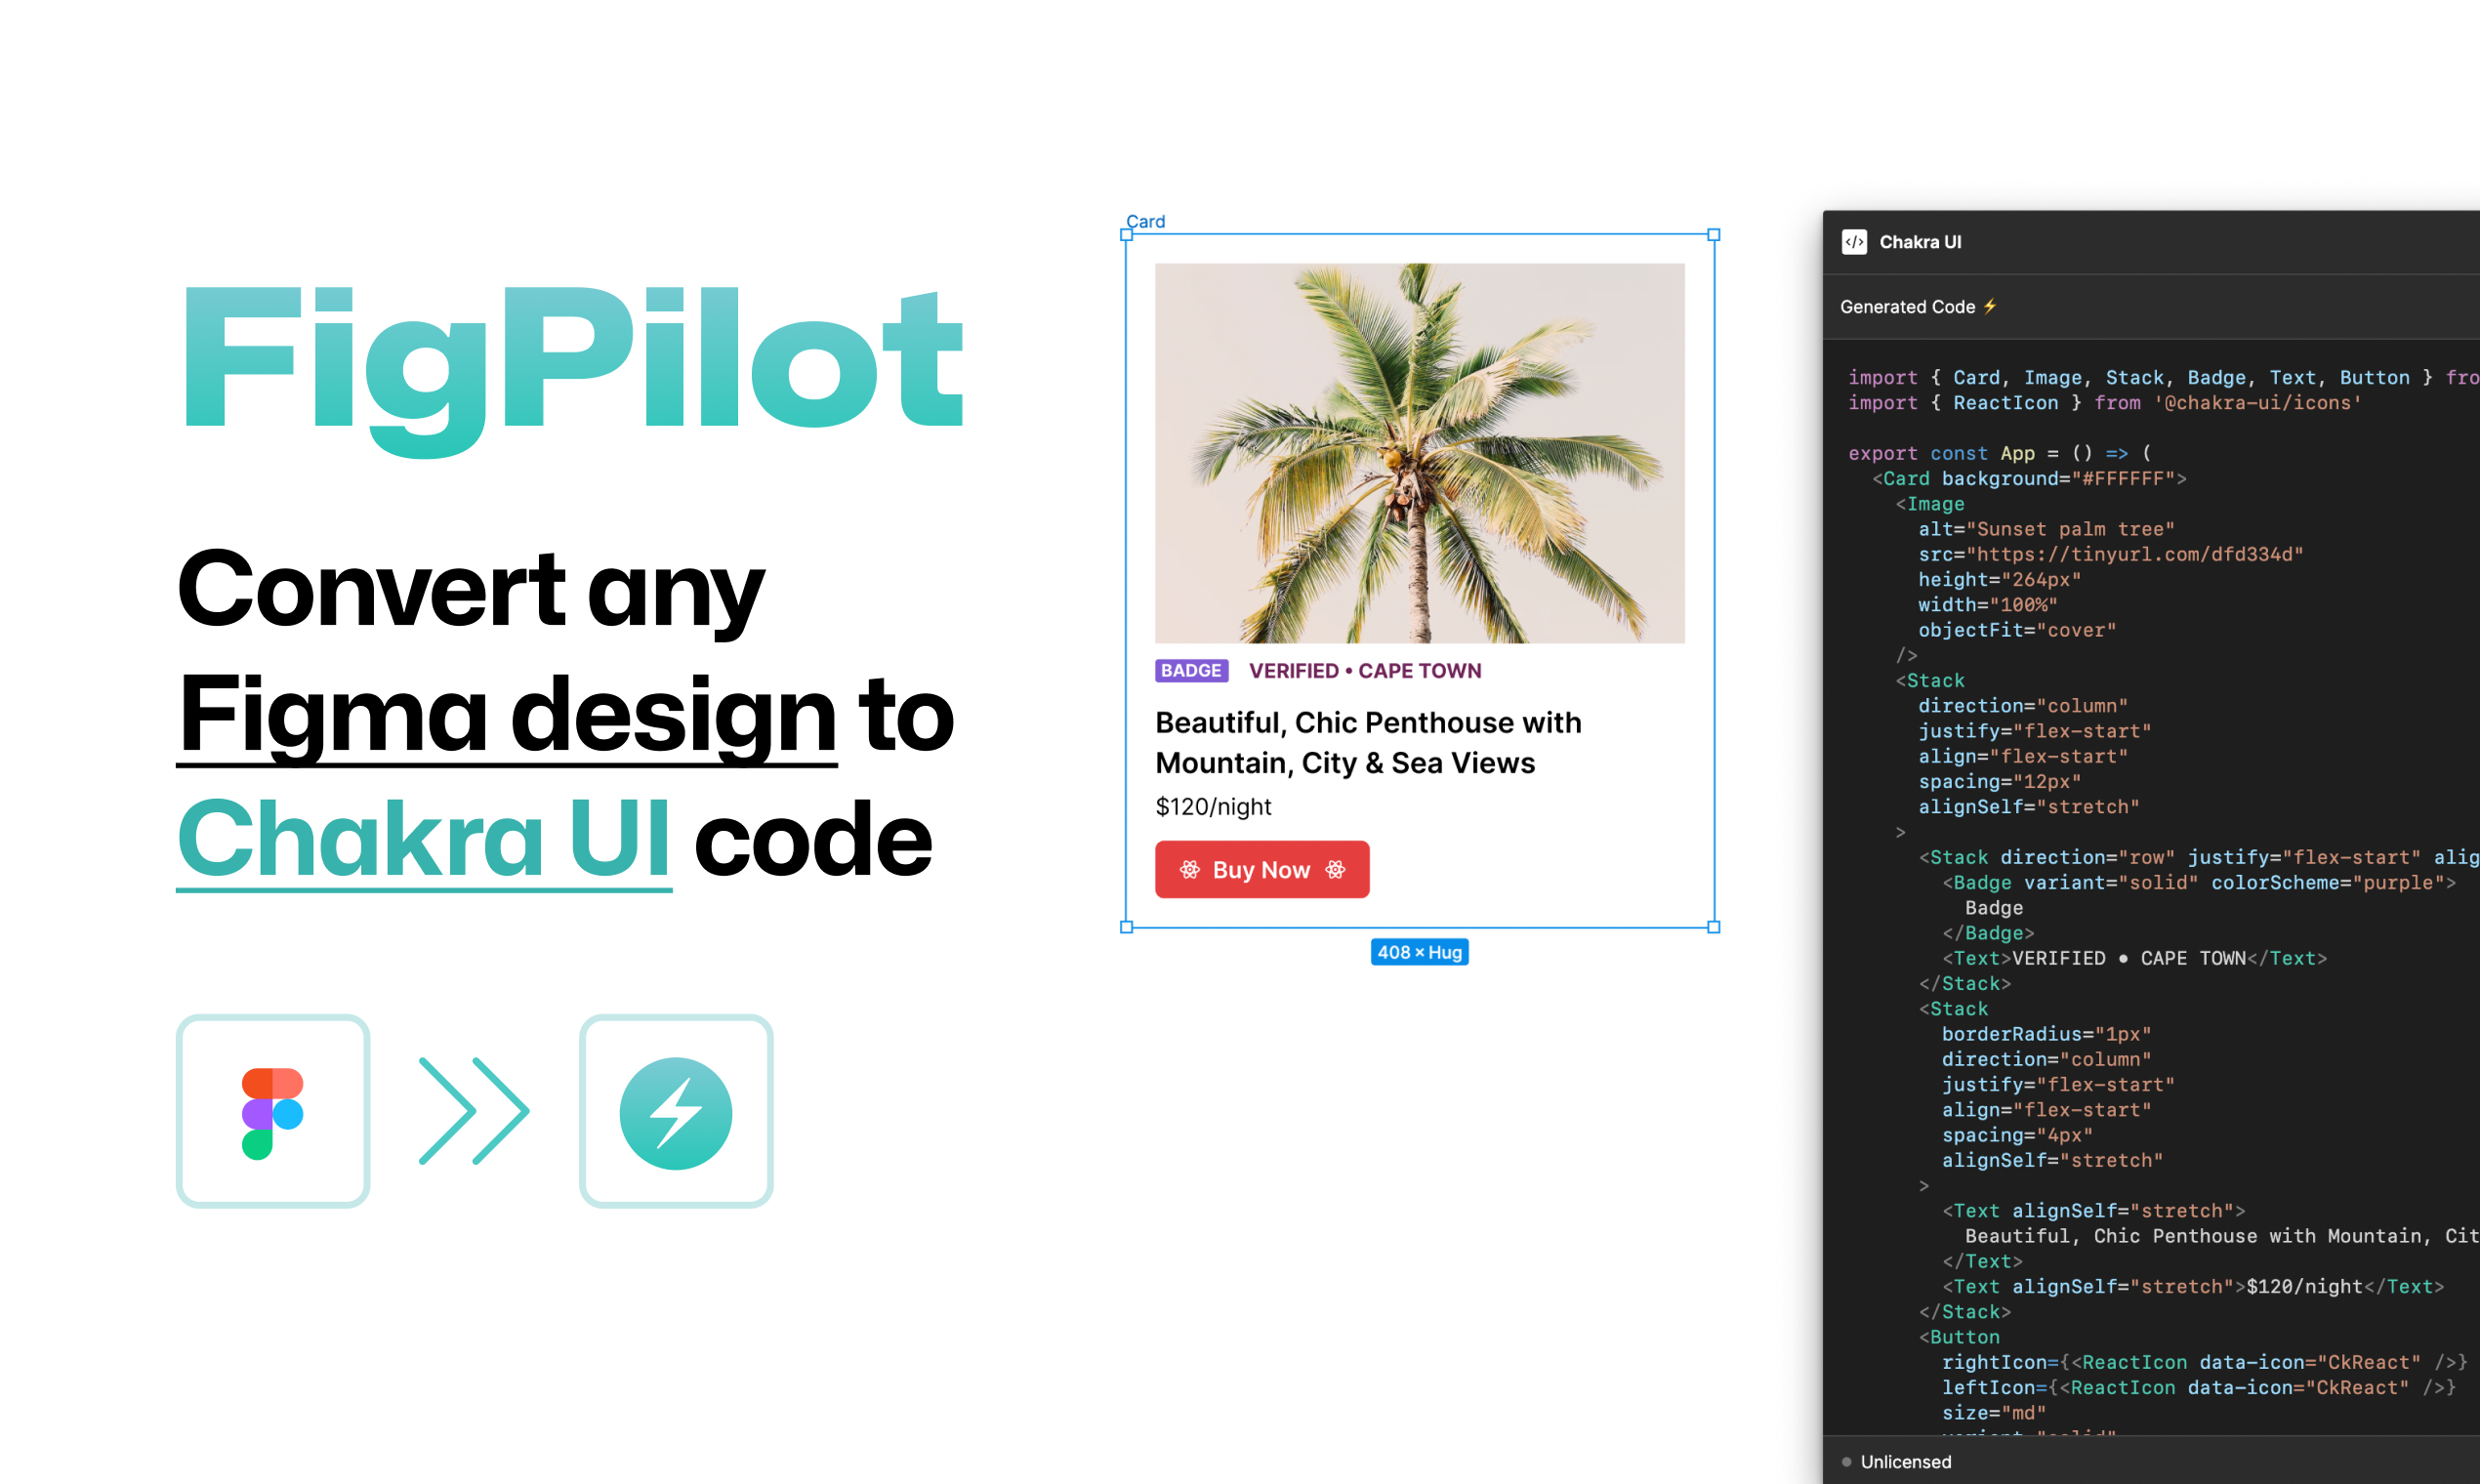 FigPilot
Convert any
Figma design to
Chakra UI code
Card
BADGE VERIFIED • CAPE TOWN
Beautiful, Chic Penthouse with
Mountain, City & Sea Views
$120/night
Buy Now
408 × Hug
Chakra UI
Generated Code ⚡
import { Card, Image, Stack, Badge, Text, Button } fro
import { ReactIcon } from '@chakra-ui/icons'
export const App = () => (
<Card background="#FFFFFF">
<Image
alt="Sunset palm tree"
src="https://tinyurl.com/dfd334d"
height="264px"
width="100%"
objectFit="cover"
/>
<Stack
direction="column"
justify="flex-start"
align="flex-start"
spacing="12px"
alignSelf="stretch"
>
<Stack direction="row" justify="flex-start" alig
<Badge variant="solid" colorScheme="purple">
Badge
</Badge>
<Text>VERIFIED • CAPE TOWN</Text>
</Stack>
<Stack
borderRadius="1px"
direction="column"
justify="flex-start"
align="flex-start"
spacing="4px"
alignSelf="stretch"
>
<Text alignSelf="stretch">
Beautiful, Chic Penthouse with Mountain, Cit
</Text>
<Text alignSelf="stretch">$120/night</Text>
</Stack>
<Button
rightIcon={<ReactIcon data-icon="CkReact" />}
leftIcon={<ReactIcon data-icon="CkReact" />}
size="md"
variant="solid"
Unlicensed